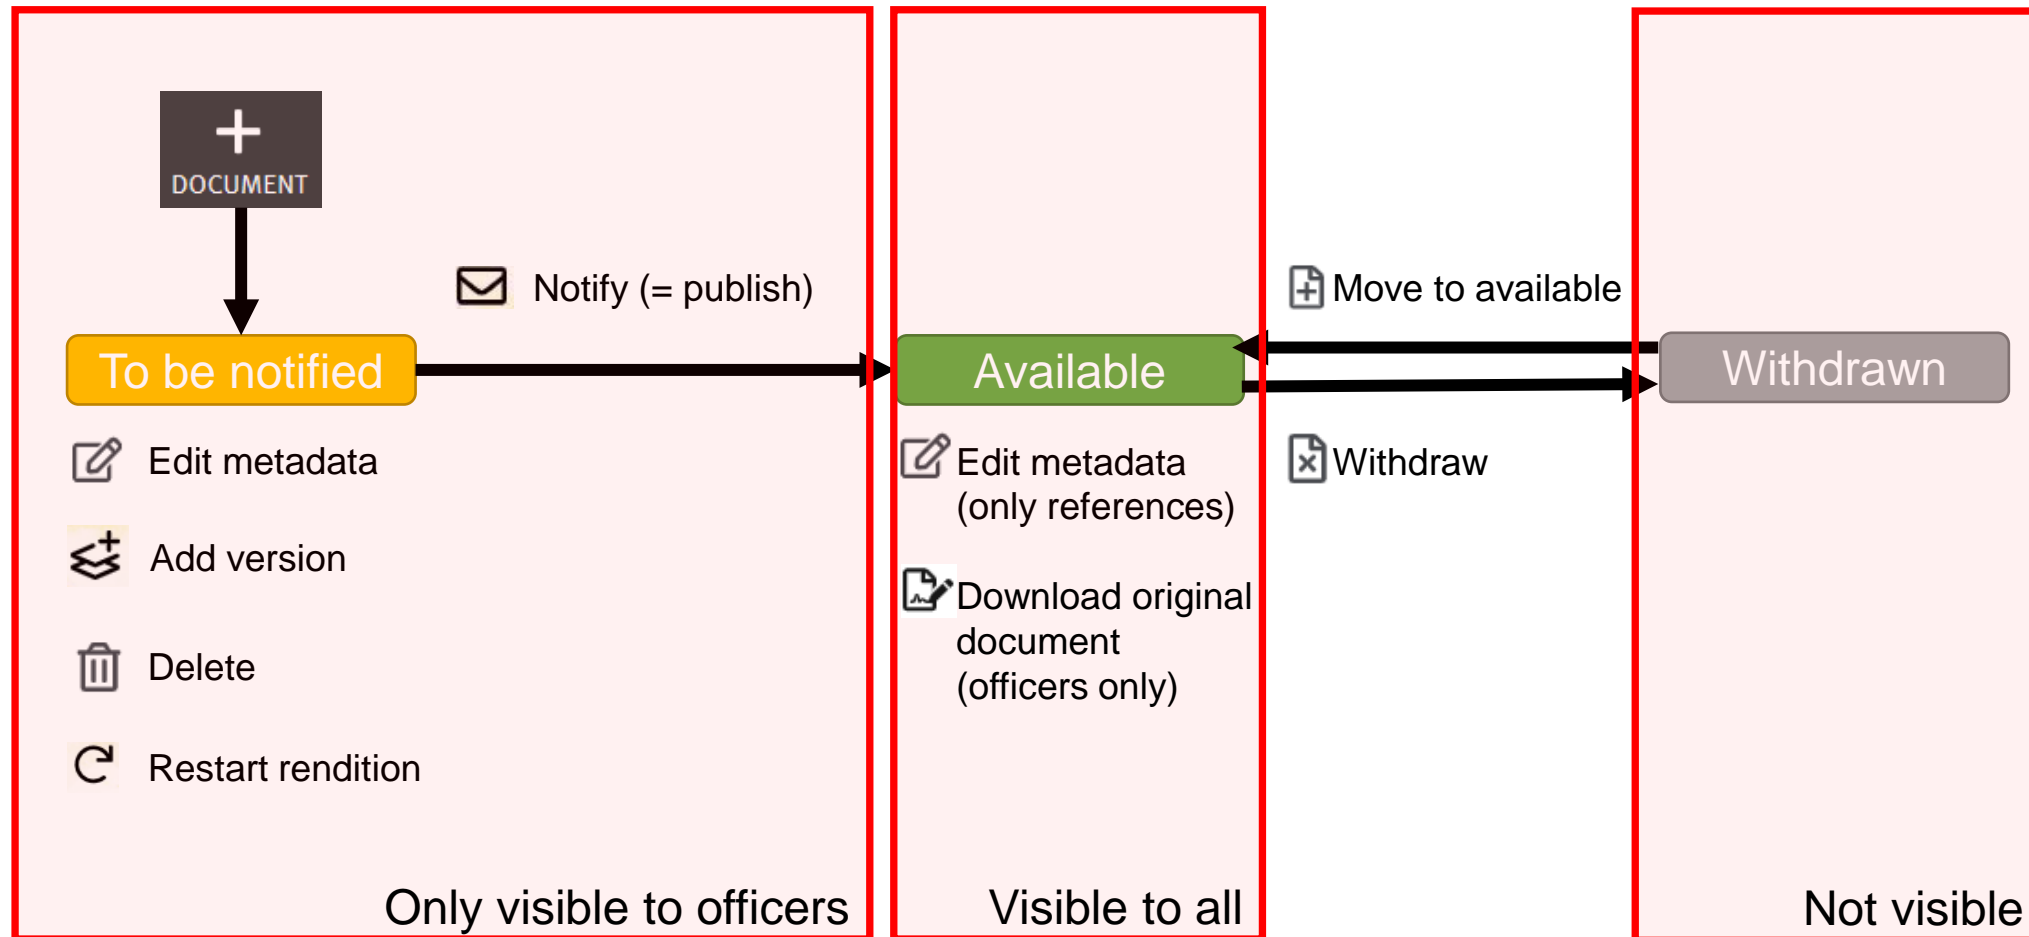 DOCUMENT
Notify (= publish)
To be notified
Edit metadata
Add version
Delete
Restart rendition
Only visible to officers
Available
Edit metadata
(only references)
Download original
document
(officers only)
Visible to all
Move to available
Withdraw
Withdrawn
Not visible